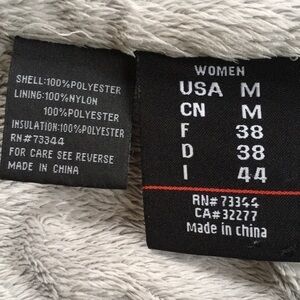 SHELL:100%POLYESTER
LINING:100%NYLON
100%POLYESTER
INSULATION:100%POLYESTER
RN#73344
FOR CARE SEE REVERSE
MADE IN CHINA
WOMEN
USA M
CN M
F 38
D 38
I 44
RN# 73344
CA#32277
Made in china